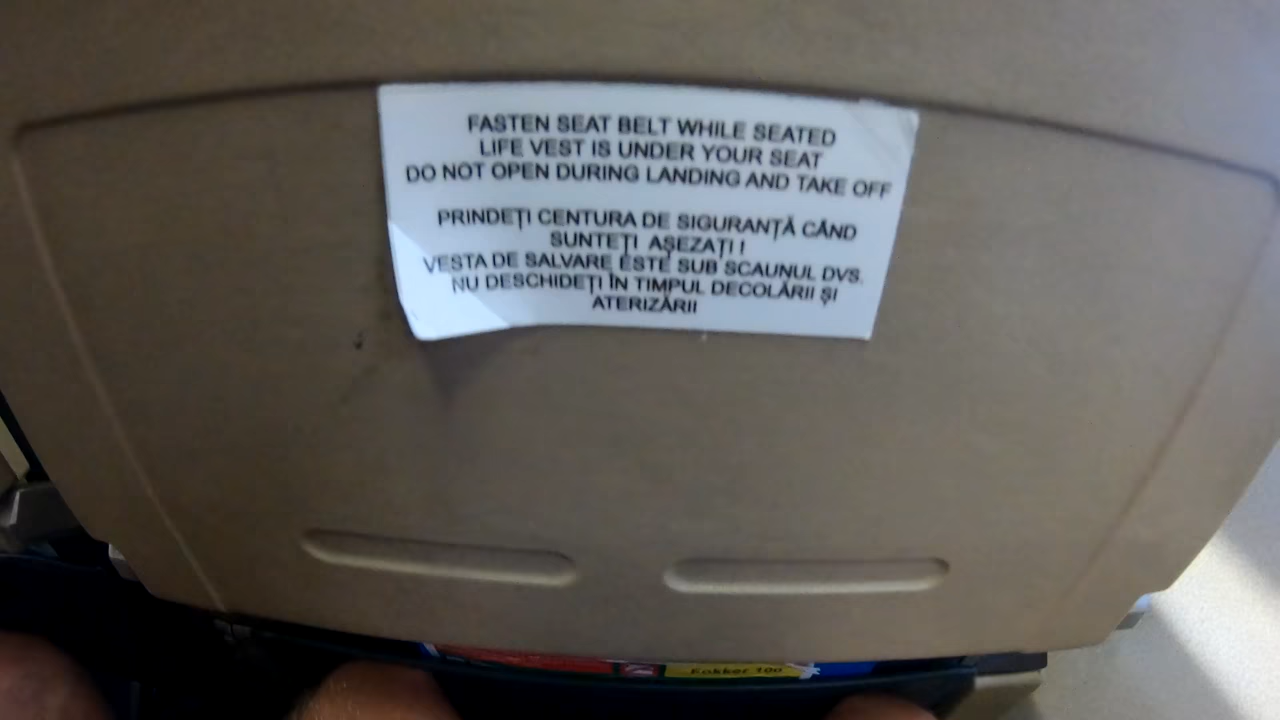 FASTEN SEAT BELT WHILE SEATED
LIFE VEST IS UNDER YOUR SEAT
DO NOT OPEN DURING LANDING AND TAKE OFF
PRINDEȚI CENTURA DE SIGURANȚĂ CÂND
SUNTEȚI AȘEZAȚI !
VESTA DE SALVARE ESTE SUB SCAUNUL DVS.
NU DESCHIDEȚI ÎN TIMPUL DECOLĂRII ȘI
ATERIZĂRII
Fokker 100